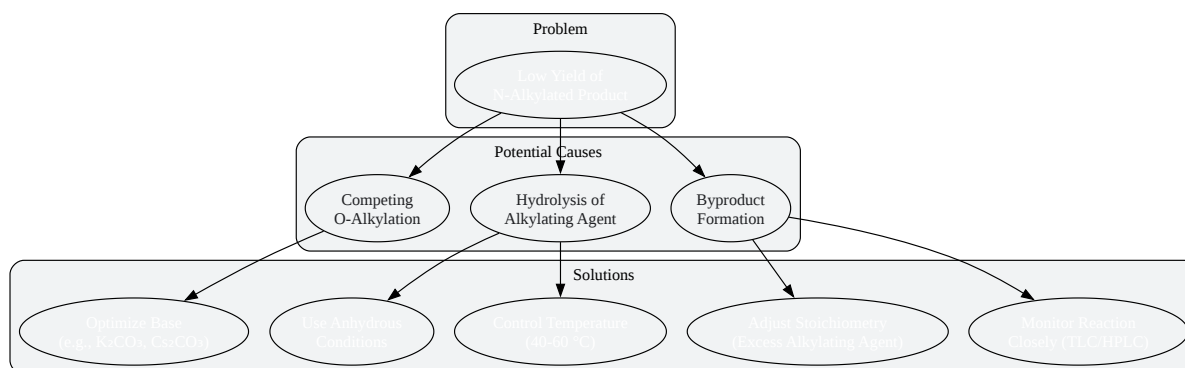 Problem
Low Yield of
N-Alkylated Product
Potential Causes
Competing
O-Alkylation
Hydrolysis of
Alkylating Agent
Byproduct
Formation
Solutions
Optimize Base
(e.g., K₂CO₃, Cs₂CO₃)
Use Anhydrous
Conditions
Control Temperature
(40-60 °C)
Adjust Stoichiometry
(Excess Alkylating Agent)
Monitor Reaction
Closely (TLC/HPLC)